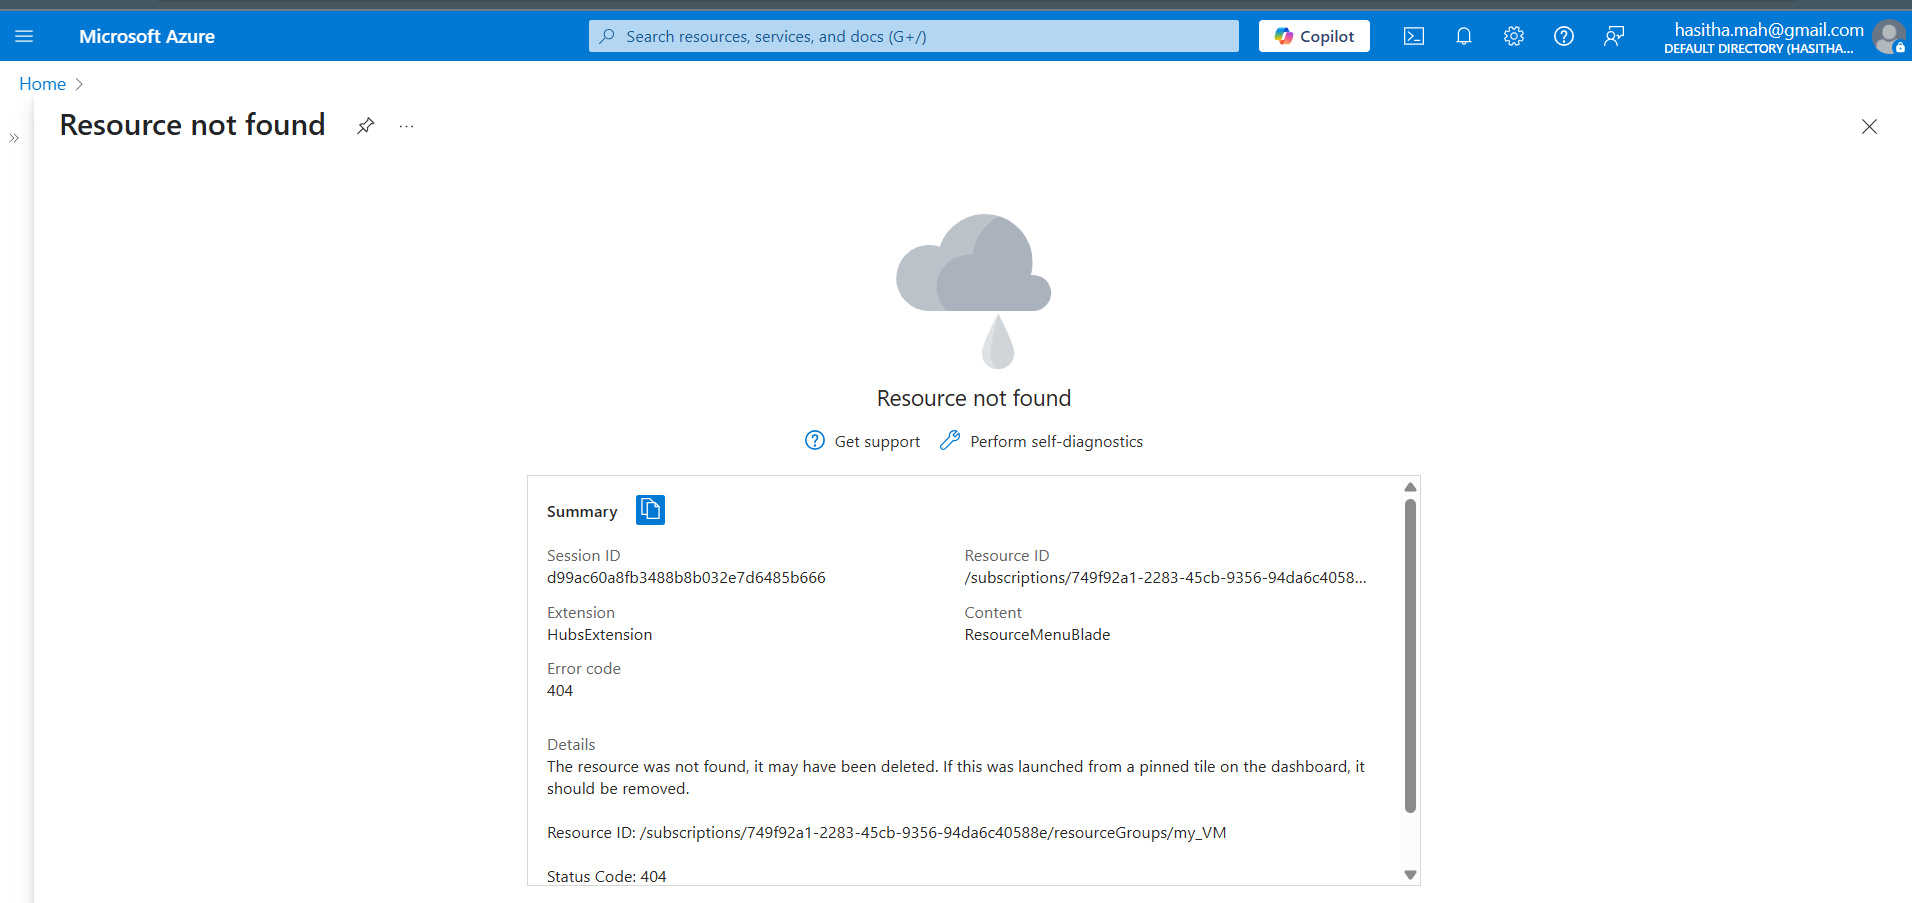 Microsoft Azure
Search resources, services, and docs (G+/)
Copilot
hasitha.mah@gmail.com
DEFAULT DIRECTORY (HASITHA...
Home
Resource not found
Resource not found
Get support
Perform self-diagnostics
Summary
Session ID
d99ac60a8fb3488b8b032e7d6485b666
Resource ID
/subscriptions/749f92a1-2283-45cb-9356-94da6c4058...
Extension
HubsExtension
Content
ResourceMenuBlade
Error code
404
Details
The resource was not found, it may have been deleted. If this was launched from a pinned tile on the dashboard, it
should be removed.
Resource ID: /subscriptions/749f92a1-2283-45cb-9356-94da6c40588e/resourceGroups/my_VM
Status Code: 404